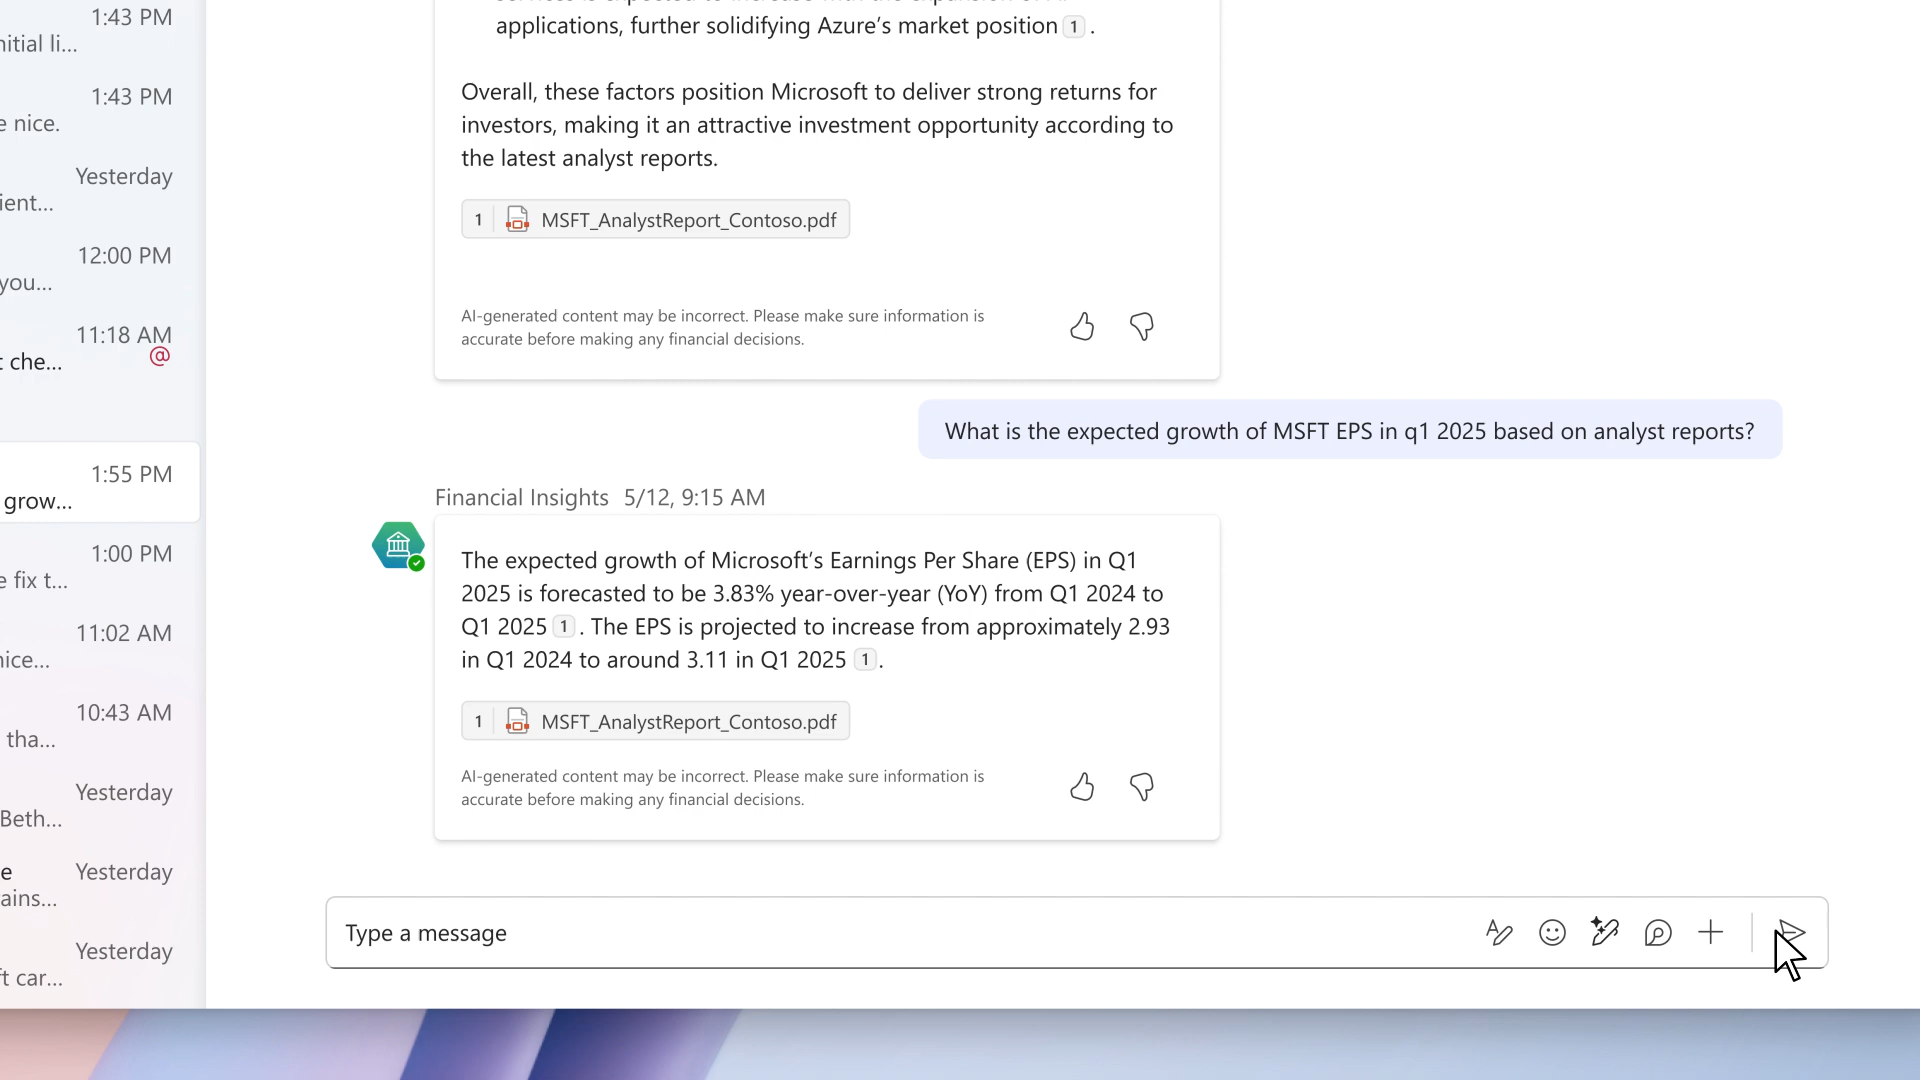 1:43 PM
nitial li...
1:43 PM
e nice.
Yesterday
ient...
12:00 PM
you...
11:18 AM
t che...
@
1:55 PM
grow...
1:00 PM
e fix t...
11:02 AM
nice...
10:43 AM
tha...
Yesterday
Beth...
Yesterday
e
ains...
Yesterday
ft car...
applications, further solidifying Azure’s market position 1 .
Overall, these factors position Microsoft to deliver strong returns for
investors, making it an attractive investment opportunity according to
the latest analyst reports.
1 MSFT_AnalystReport_Contoso.pdf
AI-generated content may be incorrect. Please make sure information is
accurate before making any financial decisions.
What is the expected growth of MSFT EPS in q1 2025 based on analyst reports?
Financial Insights 5/12, 9:15 AM
The expected growth of Microsoft’s Earnings Per Share (EPS) in Q1
2025 is forecasted to be 3.83% year-over-year (YoY) from Q1 2024 to
Q1 2025 1 . The EPS is projected to increase from approximately 2.93
in Q1 2024 to around 3.11 in Q1 2025 1 .
1 MSFT_AnalystReport_Contoso.pdf
AI-generated content may be incorrect. Please make sure information is
accurate before making any financial decisions.
Type a message